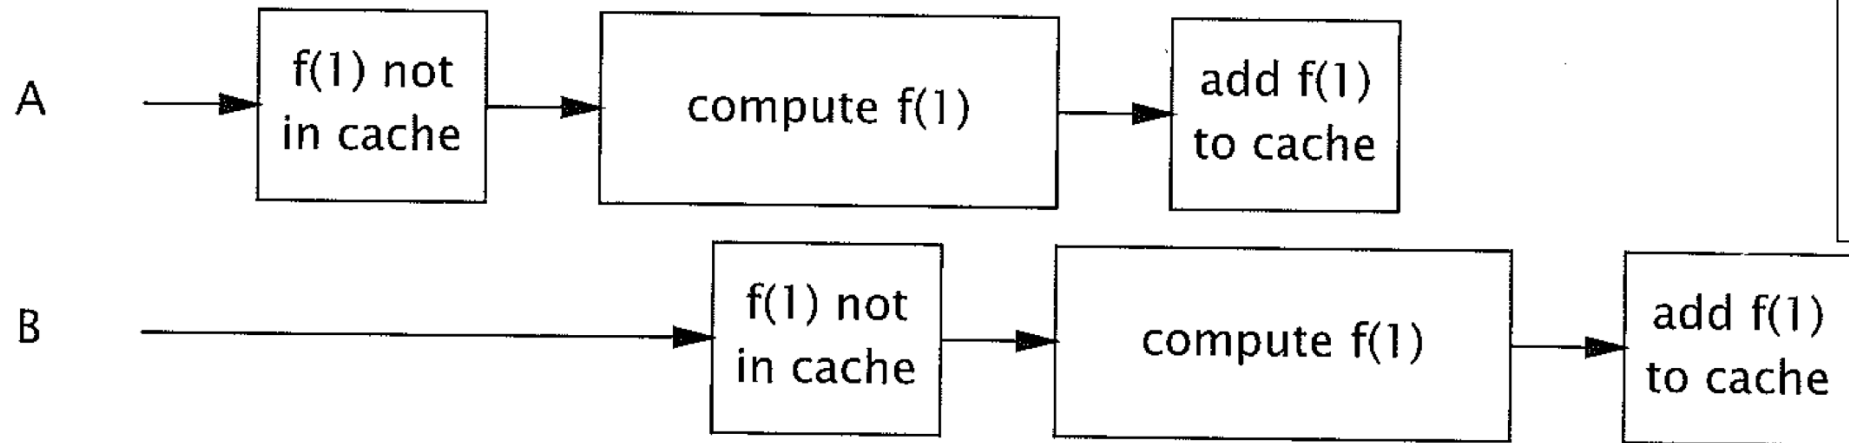 A
f(1) not
in cache
compute f(1)
add f(1)
to cache
B
f(1) not
in cache
compute f(1)
add f(1)
to cache